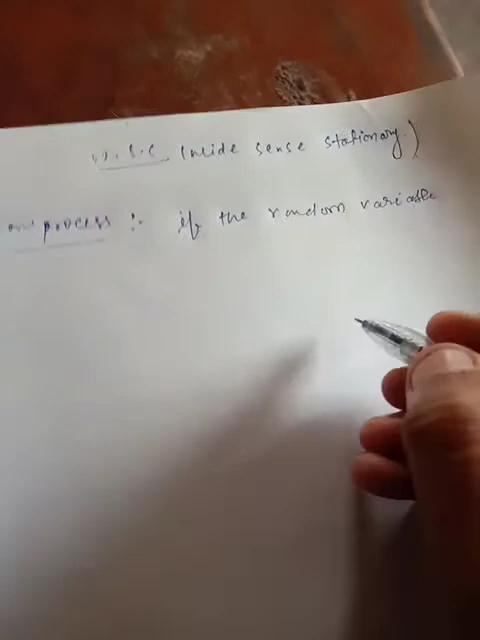 W.S.S (wide sense stationary)
process :- if the random variable